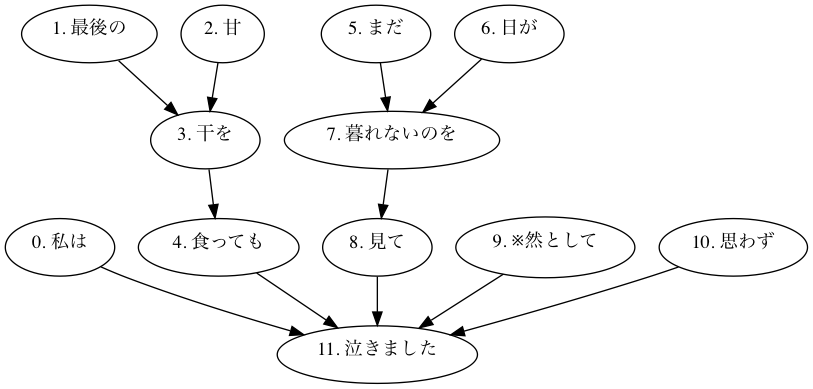 1. 最後の
2. 甘
5. まだ
6. 日が
3. 干を
7. 暮れないのを
0. 私は
4. 食っても
8. 見て
9. ※然として
10. 思わず
11. 泣きました